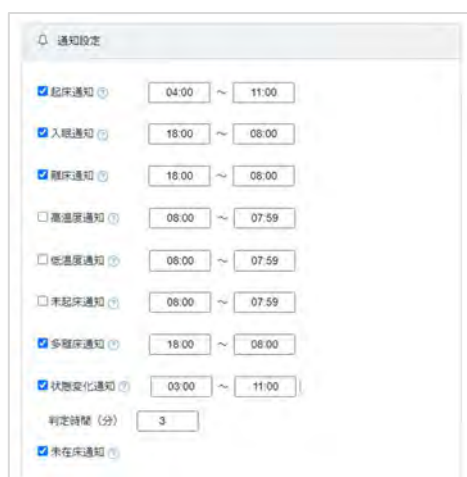 通知設定
起床通知 ? 04:00 ~ 11:00
入眠通知 ? 18:00 ~ 08:00
離床通知 ? 18:00 ~ 08:00
高温度通知 ? 08:00 ~ 07:59
低温度通知 ? 08:00 ~ 07:59
未起床通知 ? 08:00 ~ 07:59
多離床通知 ? 18:00 ~ 08:00
状態変化通知 ? 03:00 ~ 11:00
判定時間(分) 3
未在床通知 ?